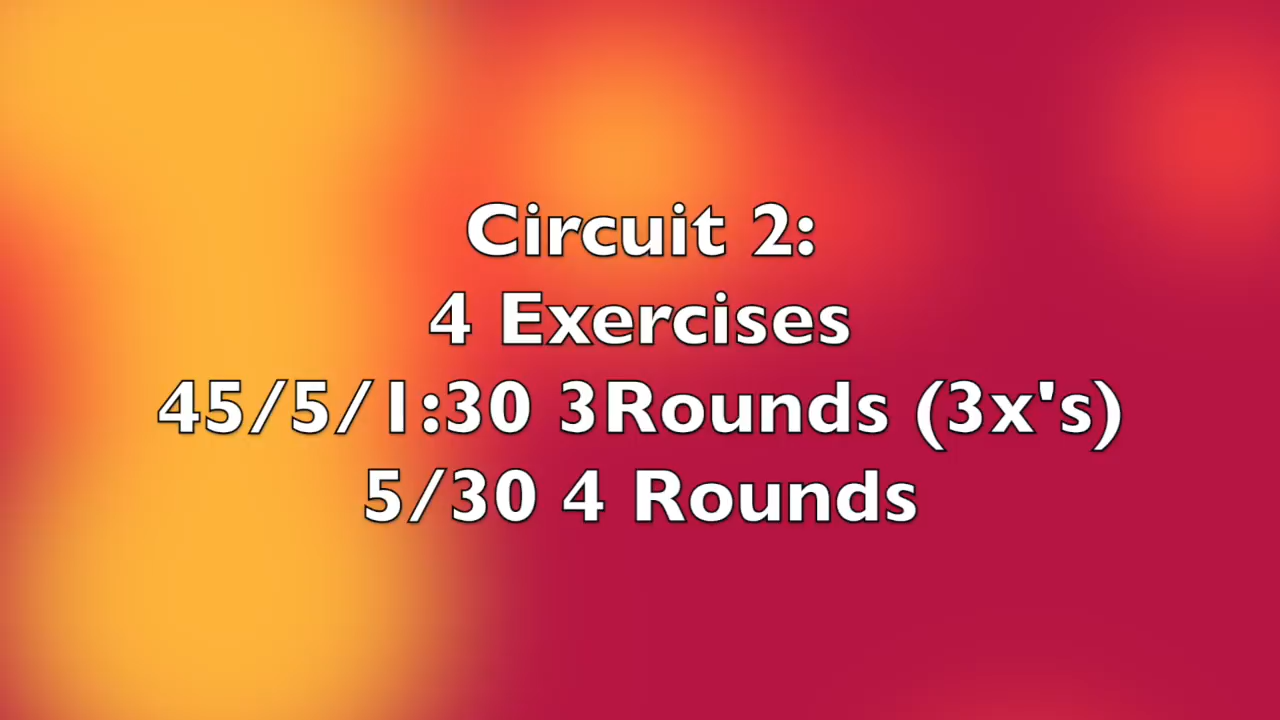 Circuit 2:
4 Exercises
45/5/1:30 3Rounds (3x's)
5/30 4 Rounds